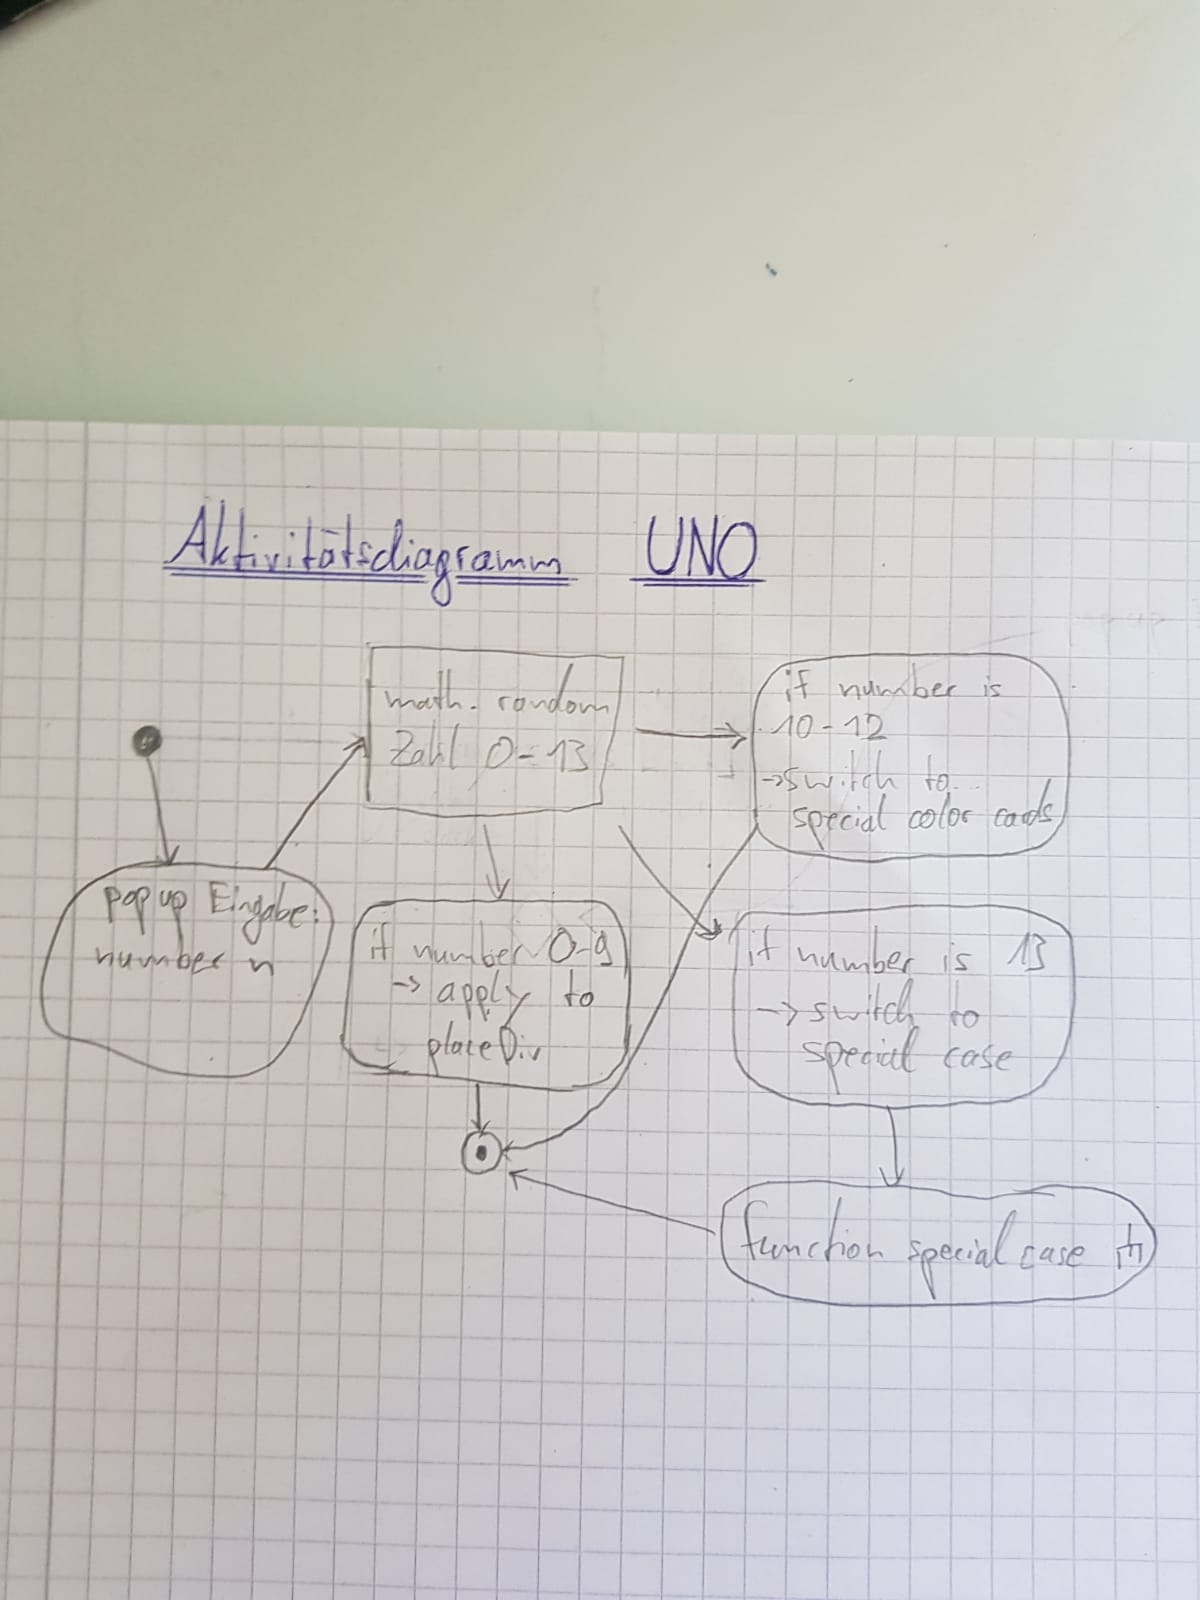 Aktivitätsdiagramm UNO
math. random
Zahl 0-13
if number is
10-12
->switch to
special color cards
pop up Eingabe:
number n
if number 0-9
-> apply to
placeDiv
if number is 13
-> switch to
special case
function special case